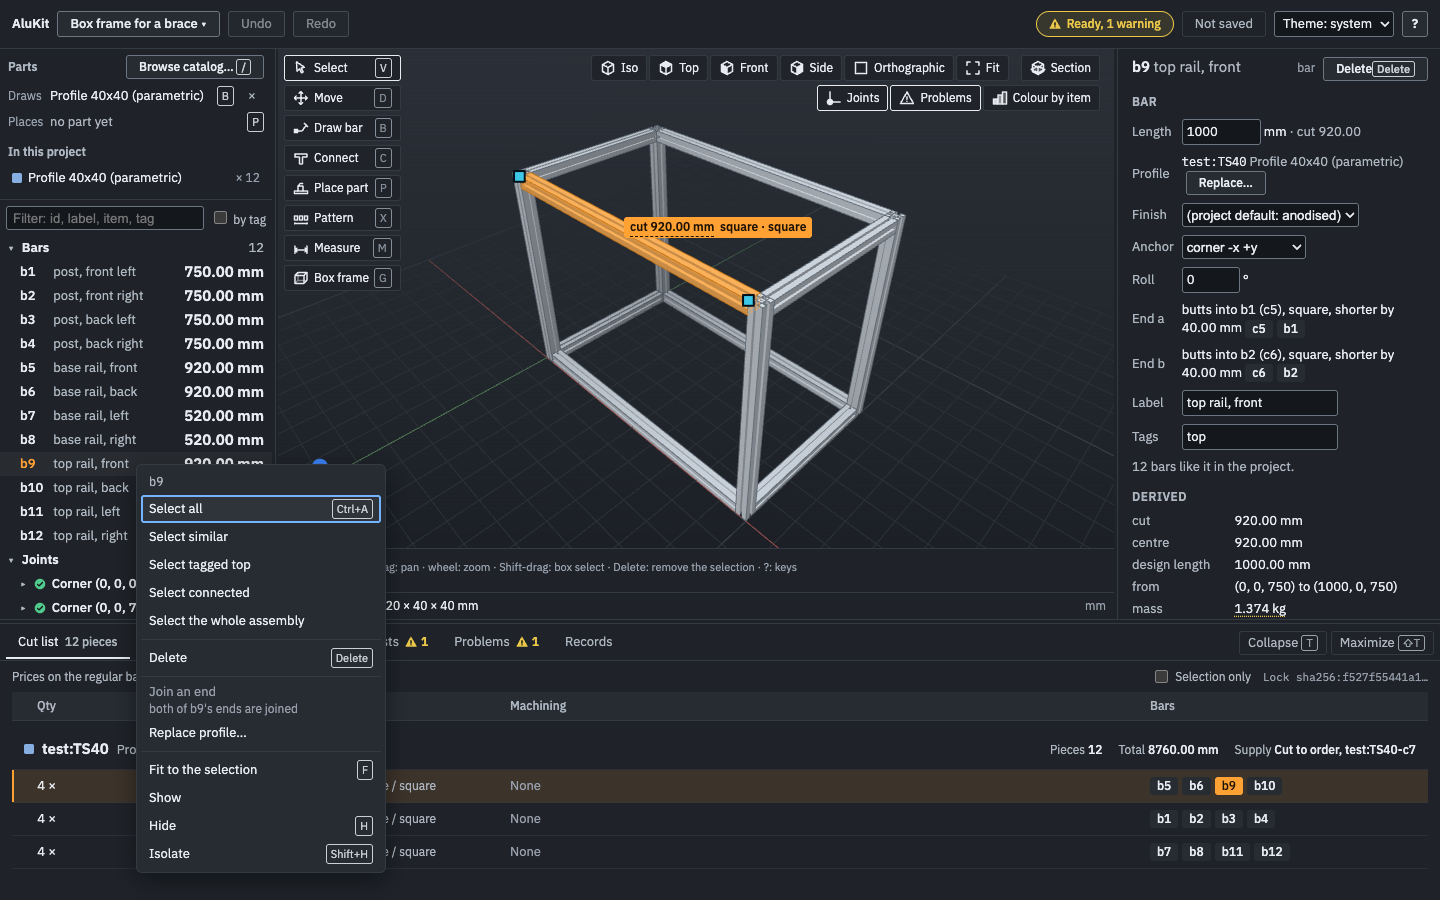 AluKit
Box frame for a brace
Undo
Redo
Ready, 1 warning
Not saved
Theme: system
?
Parts
Browse catalog... /
Draws Profile 40x40 (parametric) B ×
Places no part yet P
In this project
Profile 40x40 (parametric) × 12
Filter: id, label, item, tag
by tag
Bars 12
b1 post, front left 750.00 mm
b2 post, front right 750.00 mm
b3 post, back left 750.00 mm
b4 post, back right 750.00 mm
b5 base rail, front 920.00 mm
b6 base rail, back 920.00 mm
b7 base rail, left 520.00 mm
b8 base rail, right 520.00 mm
b9 top rail, front 920.00 mm
b10 top rail, back
b11 top rail, left
b12 top rail, right
Joints
Corner (0, 0, 0
Corner (0, 0, 7
Select V
Move D
Draw bar B
Connect C
Place part P
Pattern X
Measure M
Box frame G
Iso
Top
Front
Side
Orthographic
Fit
Section
Joints
Problems
Colour by item
cut 920.00 mm square · square
ag: pan · wheel: zoom · Shift-drag: box select · Delete: remove the selection · ?: keys
20 × 40 × 40 mm
mm
b9 top rail, front
bar
Delete Delete
BAR
Length 1000 mm · cut 920.00
Profile test:TS40 Profile 40x40 (parametric)
Replace...
Finish (project default: anodised)
Anchor corner -x +y
Roll 0 °
End a butts into b1 (c5), square, shorter by
40.00 mm c5 b1
End b butts into b2 (c6), square, shorter by
40.00 mm c6 b2
Label top rail, front
Tags top
12 bars like it in the project.
DERIVED
cut 920.00 mm
centre 920.00 mm
design length 1000.00 mm
from (0, 0, 750) to (1000, 0, 750)
mass 1.374 kg
b9
Select all Ctrl+A
Select similar
Select tagged top
Select connected
Select the whole assembly
Delete Delete
Join an end
both of b9's ends are joined
Replace profile...
Fit to the selection F
Show
Hide H
Isolate Shift+H
Cut list 12 pieces
sts 1
Problems 1
Records
Collapse T
Maximize ⇧T
Prices on the regular ba
Selection only
Lock sha256:f527f55441a1…
Qty
Machining
Bars
test:TS40 Pro
Pieces 12 Total 8760.00 mm Supply Cut to order, test:TS40-c7
4 × e / square None b5 b6 b9 b10
4 × e / square None b1 b2 b3 b4
4 × e / square None b7 b8 b11 b12